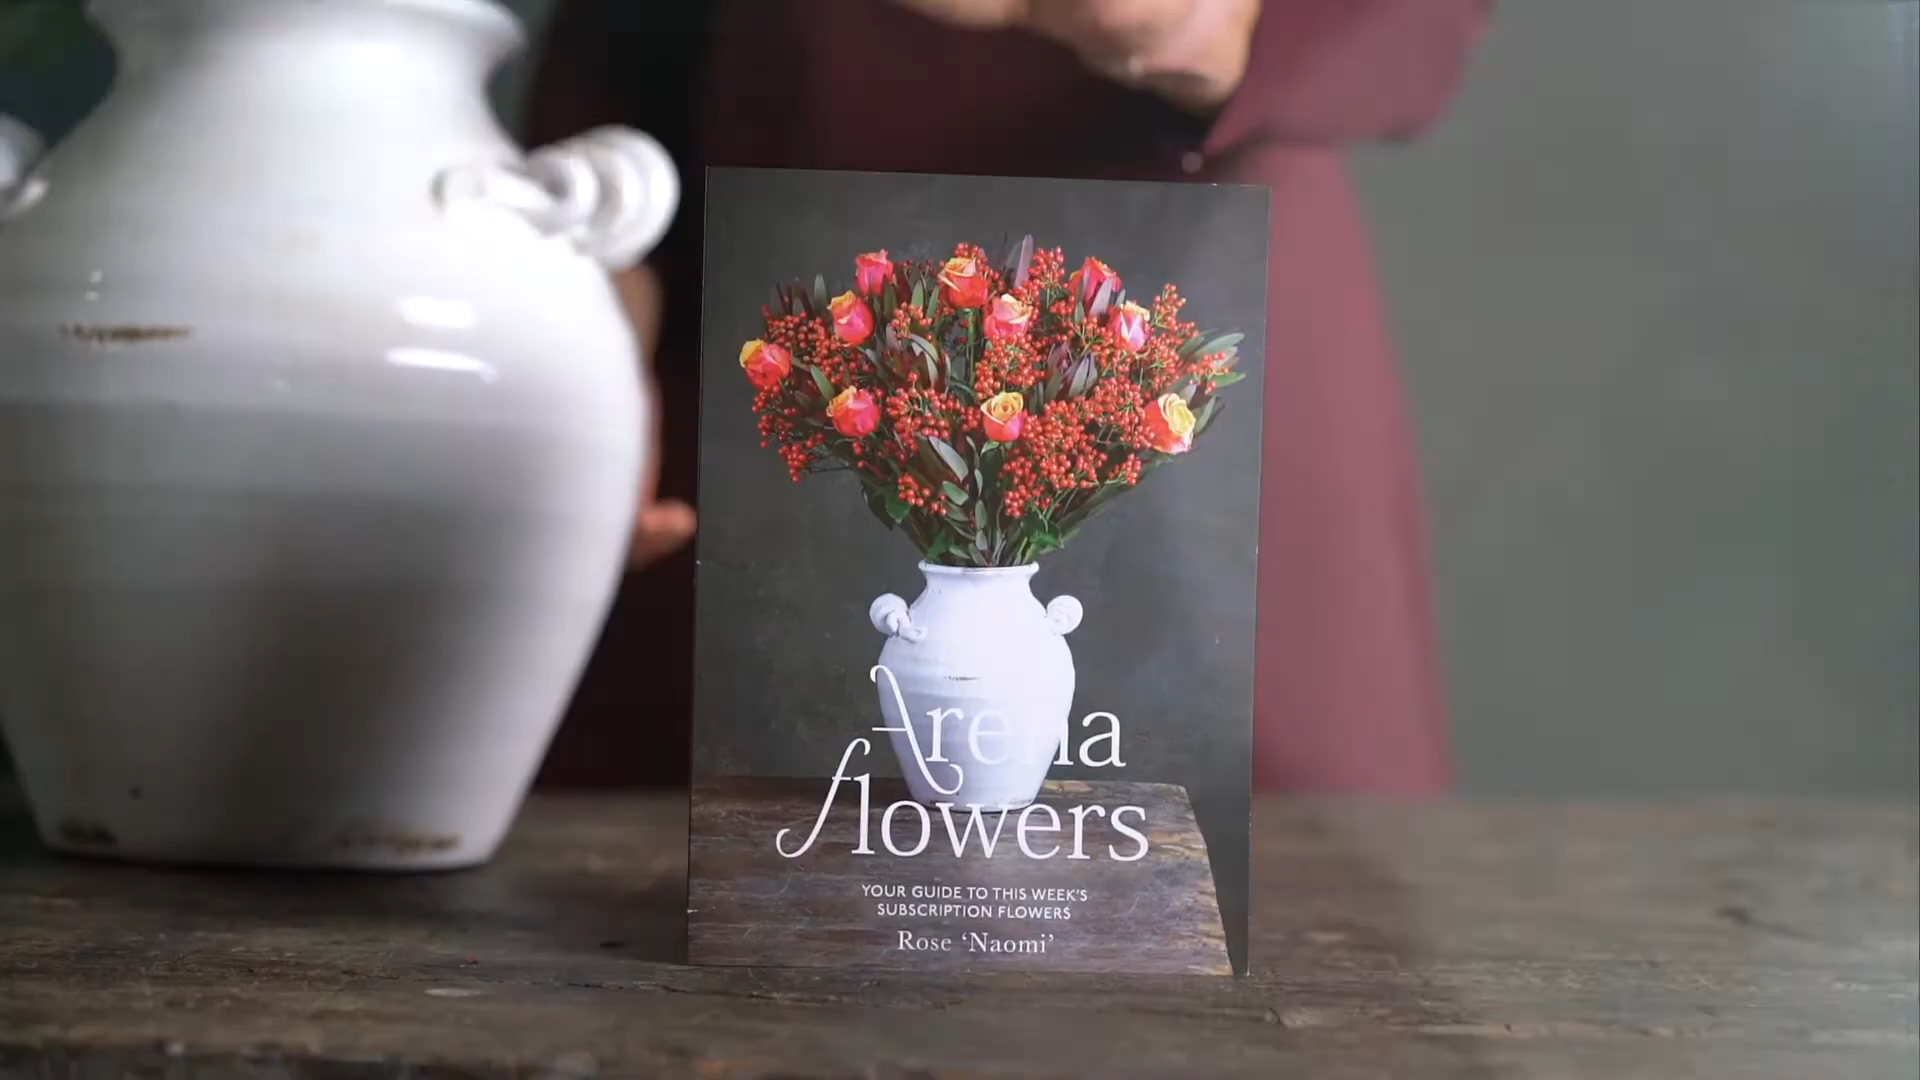 Arena
flowers
YOUR GUIDE TO THIS WEEK'S
SUBSCRIPTION FLOWERS
Rose ‘Naomi’